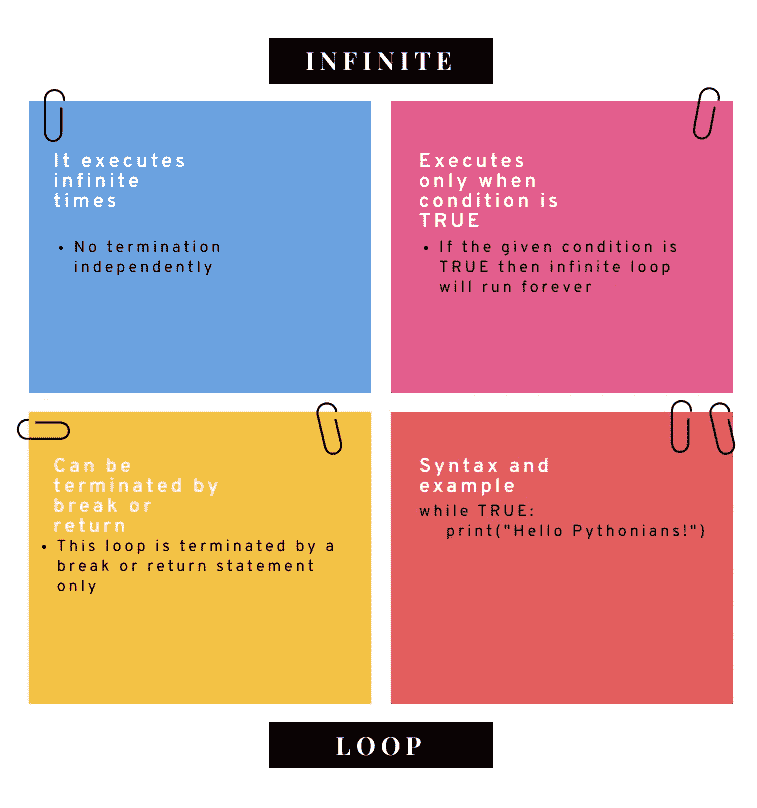 INFINITE
It executes
infinite
times
• No termination
independently
Executes
only when
condition is
TRUE
• If the given condition is
TRUE then infinite loop
will run forever
Can be
terminated by
break or
return
• This loop is terminated by a
break or return statement
only
Syntax and
example
while TRUE:
print("Hello Pythonians!")
LOOP